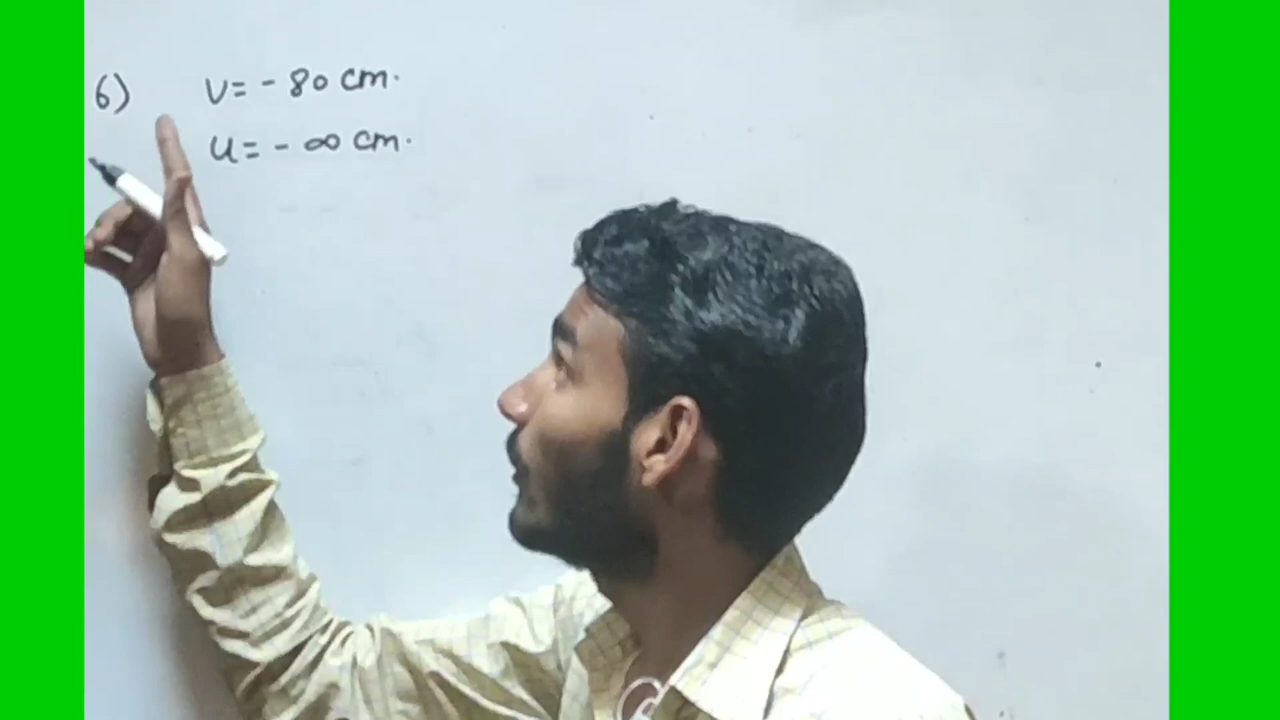 6) v = - 80 cm.
u = - ∞ cm.